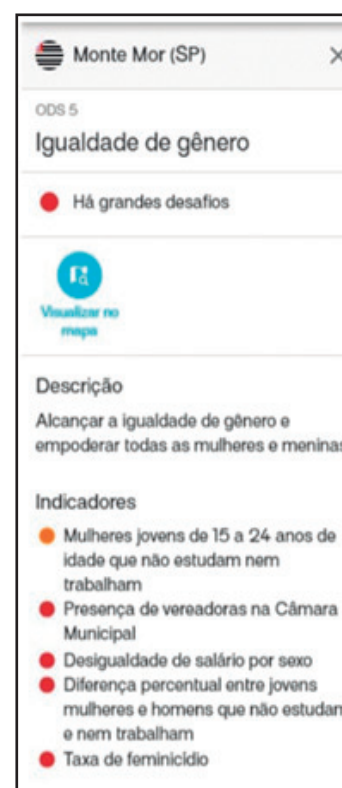 Monte Mor (SP)
ODS 5
Igualdade de gênero
Há grandes desafios
Visualizar no
mapa
Descrição
Alcançar a igualdade de gênero e
empoderar todas as mulheres e meninas
Indicadores
Mulheres jovens de 15 a 24 anos de
idade que não estudam nem
trabalham
Presença de vereadoras na Câmara
Municipal
Desigualdade de salário por sexo
Diferença percentual entre jovens
mulheres e homens que não estudam
e nem trabalham
Taxa de feminicídio